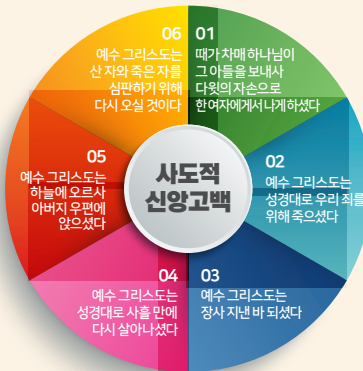 01
때가 차매 하나님이
그 아들을 보내사
다윗의 자손으로
한 여자에게서 나게 하셨다
02
예수 그리스도는
성경대로 우리 죄를
위해 죽으셨다
03
예수 그리스도는
장사 지낸 바 되셨다
04
예수 그리스도는
성경대로 사흘 만에
다시 살아나셨다
05
예수 그리스도는
하늘에 오르사
아버지 우편에
앉으셨다
06
예수 그리스도는
산 자와 죽은 자를
심판하기 위해
다시 오실 것이다
사도적
신앙고백